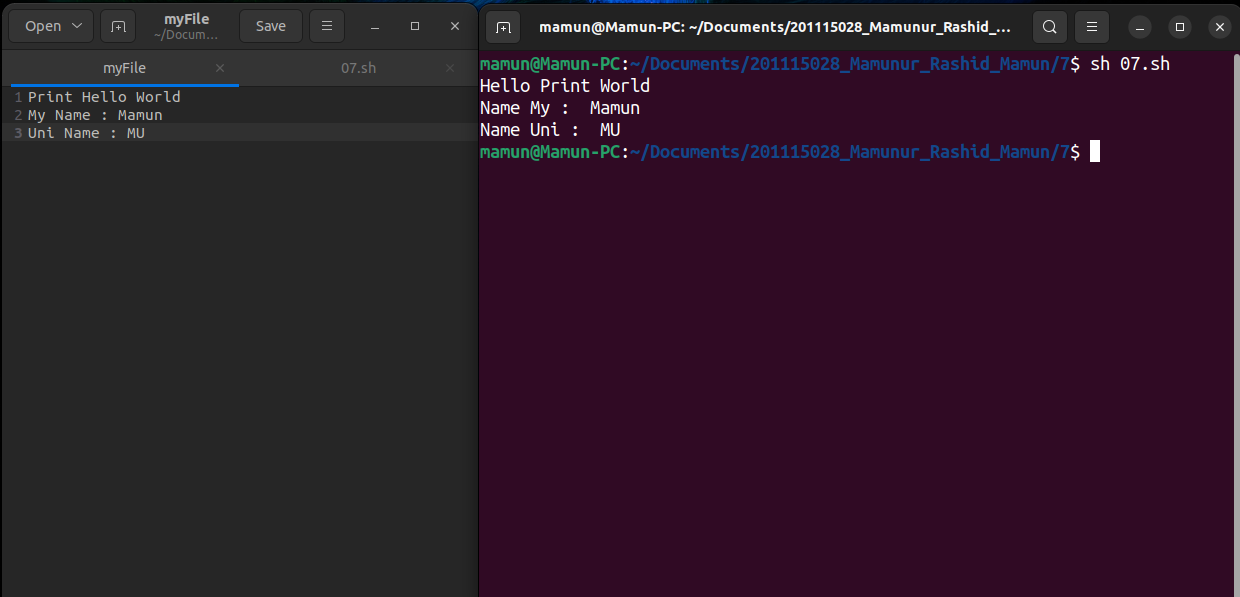 Open
myFile
~/Docum...
Save
myFile
07.sh
1 Print Hello World
2 My Name : Mamun
3 Uni Name : MU
mamun@Mamun-PC: ~/Documents/201115028_Mamunur_Rashid_...
mamun@Mamun-PC:~/Documents/201115028_Mamunur_Rashid_Mamun/7$ sh 07.sh
Hello Print World
Name My :  Mamun
Name Uni :  MU
mamun@Mamun-PC:~/Documents/201115028_Mamunur_Rashid_Mamun/7$